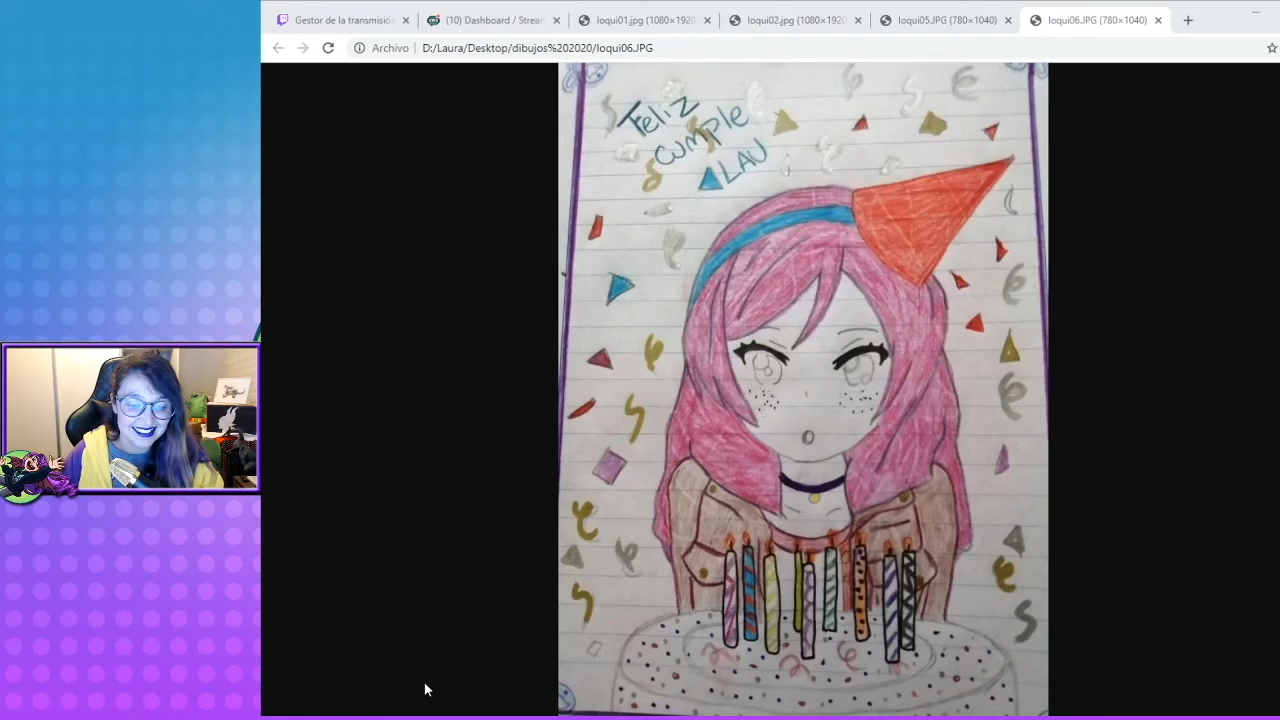 Gestor de la transmisión
(10) Dashboard / Stream
loqui01.jpg (1080×1920
loqui02.jpg (1080×1920
loqui05.JPG (780×1040)
loqui06.JPG (780×1040)
Archivo
D:/Laura/Desktop/dibujos%202020/loqui06.JPG
Feliz
cumple
LAU